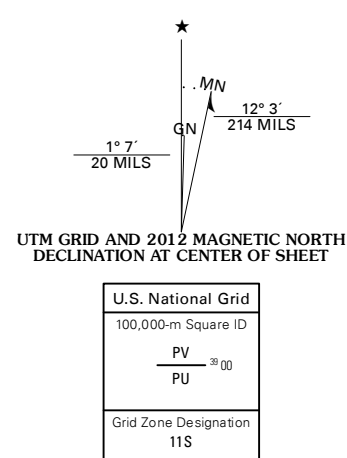 ★
MN
GN
12° 3´
214 MILS
1° 7´
20 MILS
UTM GRID AND 2012 MAGNETIC NORTH
DECLINATION AT CENTER OF SHEET
U.S. National Grid
100,000-m Square ID
PV
39 00
PU
Grid Zone Designation
11S